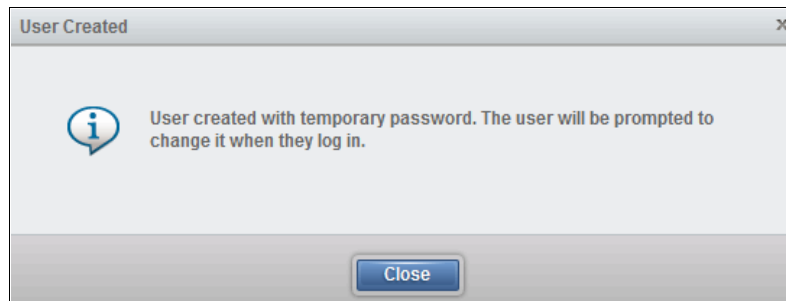 User Created
x
User created with temporary password. The user will be prompted to
change it when they log in.
Close